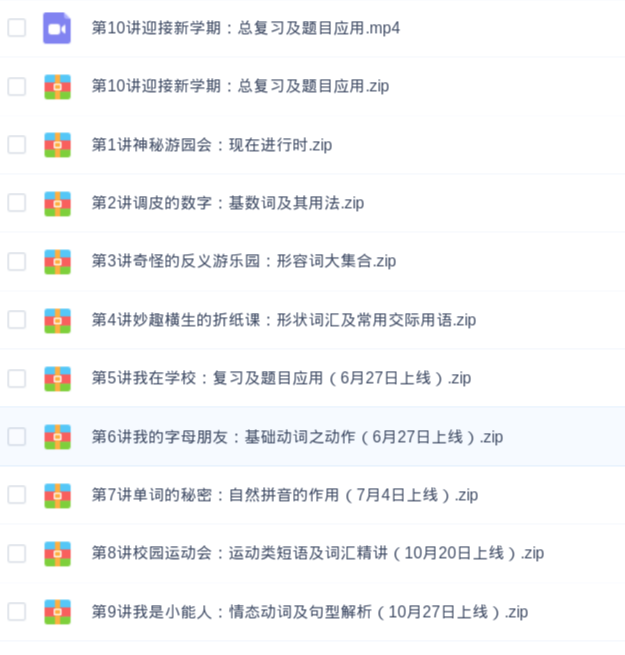 第10讲迎接新学期：总复习及题目应用.mp4
第10讲迎接新学期：总复习及题目应用.zip
第1讲神秘游园会：现在进行时.zip
第2讲调皮的数字：基数词及其用法.zip
第3讲奇怪的反义游乐园：形容词大集合.zip
第4讲妙趣横生的折纸课：形状词汇及常用交际用语.zip
第5讲我在学校：复习及题目应用（6月27日上线）.zip
第6讲我的字母朋友：基础动词之动作（6月27日上线）.zip
第7讲单词的秘密：自然拼音的作用（7月4日上线）.zip
第8讲校园运动会：运动类短语及词汇精讲（10月20日上线）.zip
第9讲我是小能人：情态动词及句型解析（10月27日上线）.zip